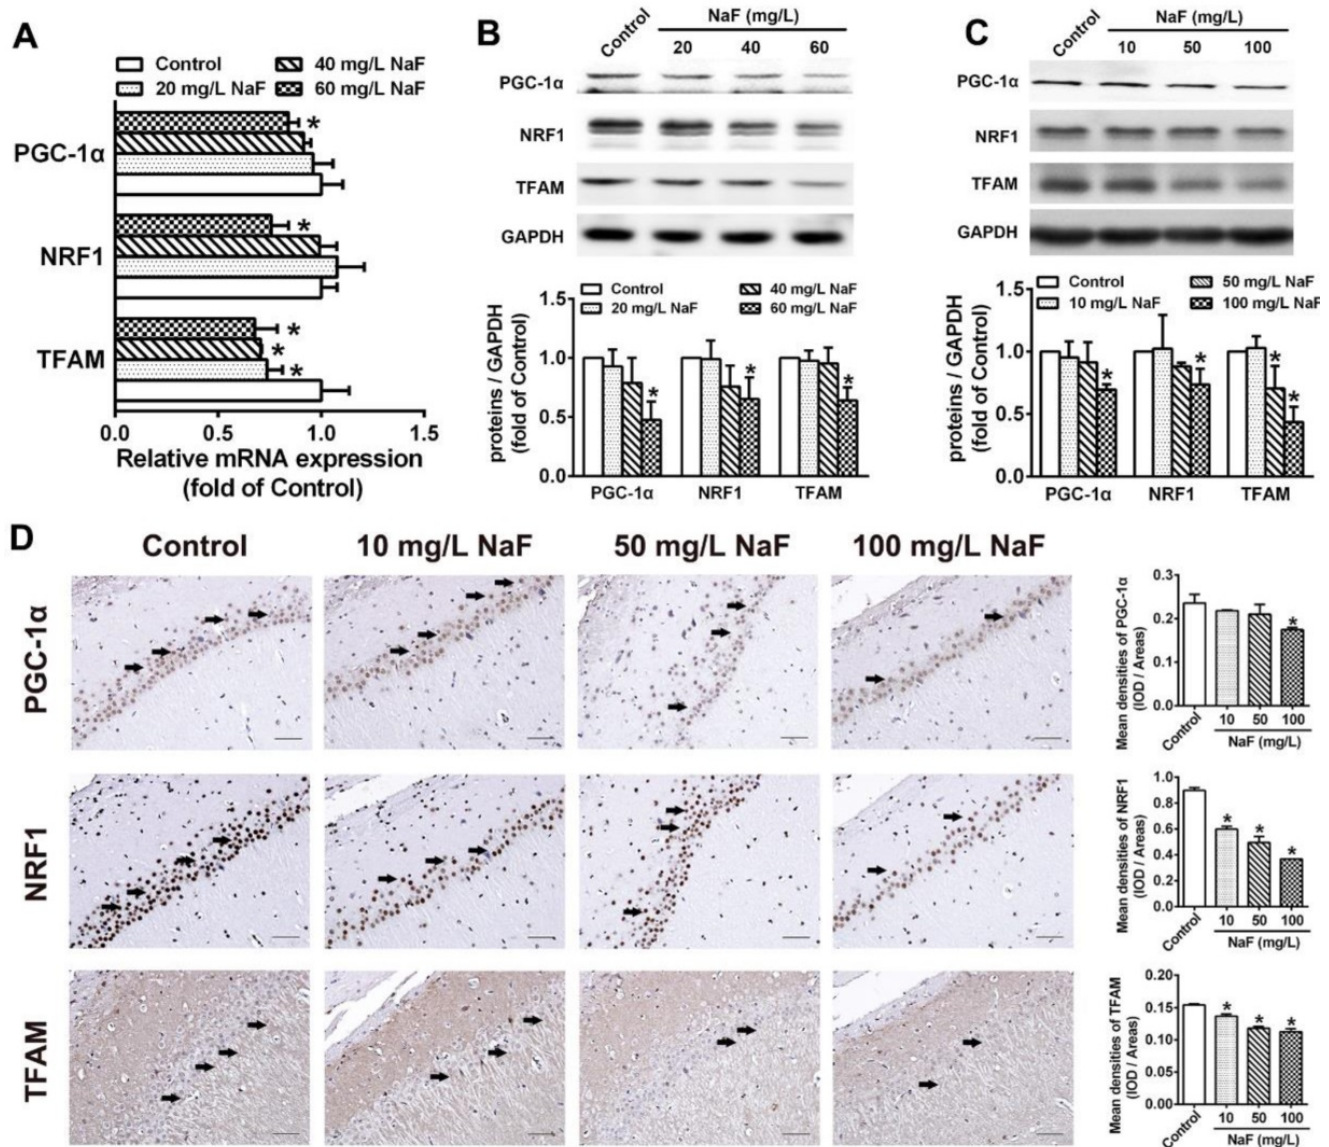 A
Control
40 mg/L NaF
20 mg/L NaF
60 mg/L NaF
PGC-1α
*
NRF1
*
TFAM
*
*
*
0.0 0.5 1.0 1.5
Relative mRNA expression
(fold of Control)
B
Control
NaF (mg/L)
20 40 60
PGC-1α
NRF1
TFAM
GAPDH
Control
40 mg/L NaF
20 mg/L NaF
60 mg/L NaF
proteins / GAPDH
(fold of Control)
1.5
1.0
0.5
0.0
* * *
PGC-1α NRF1 TFAM
C
Control
NaF (mg/L)
10 50 100
PGC-1α
NRF1
TFAM
GAPDH
Control
50 mg/L NaF
10 mg/L NaF
100 mg/L NaF
proteins / GAPDH
(fold of Control)
1.5
1.0
0.5
0.0
* * * *
PGC-1α NRF1 TFAM
D
Control 10 mg/L NaF 50 mg/L NaF 100 mg/L NaF
PGC-1α
Mean densities of PGC-1α
(IOD / Areas)
0.3
0.2
0.1
0.0
*
Control 10 50 100
NaF (mg/L)
NRF1
Mean densities of NRF1
(IOD / Areas)
1.0
0.8
0.6
0.4
0.2
0.0
* * *
Control 10 50 100
NaF (mg/L)
TFAM
Mean densities of TFAM
(IOD / Areas)
0.20
0.15
0.10
0.05
0.00
* * *
Control 10 50 100
NaF (mg/L)